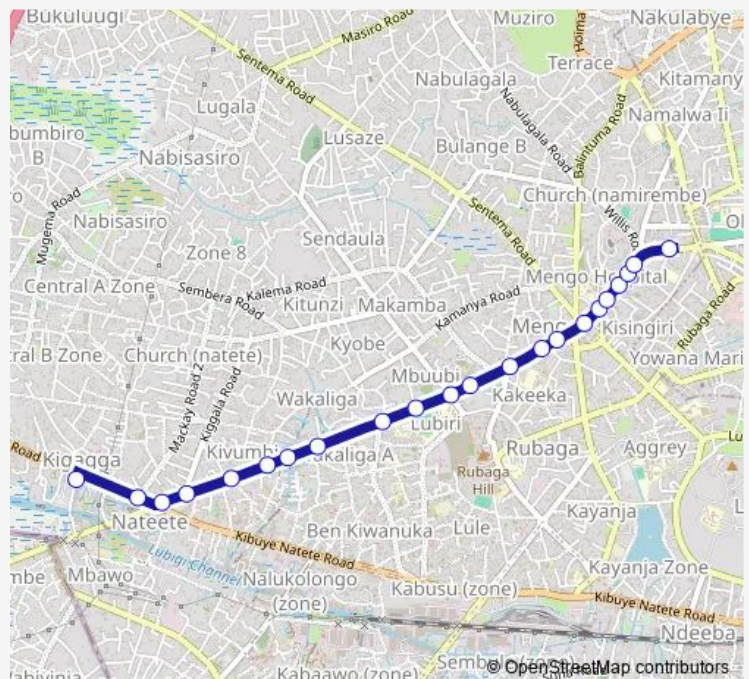 Bukuluugi
Muziro
Nakulabye
Masiro Road
Hoima
Sentema Road
Terrace
Kitamany
Nabulagala
Lugala
Nabulagala Road
Balintuma Road
Namalwa Ii
bumbiro
B
Lusaze
Bulange B
Nabisasiro
Church (namirembe)
Mugema Road
Nabisasiro
Sentema Road
Willis Ro
Ol
Zone 8
Sendaula
Central A Zone
Sembera Road
Kalema Road
Mengo Hospital
Kitunzi
Makamba
Kamanya Road
Rubaga Road
Meng
Kisingiri
ral B Zone
Church (natete)
Kyobe
Yowana Mari
Mackay Road 2
Kiggala Road
Mbuubi
Wakaliga
Kakeeka
Lubiri
Kivumbi
akaliga A
Rubaga
Aggrey
Lu
Road
Kigagga
Rubaga
Hill
Kayanja
L
Nateete
Ben Kiwanuka
Lule
Kibuye Natete Road
Lubigi Channel
mbe
Mbawo
Nalukolongo
(zone)
Kabusu (zone)
Kayanja Zone
Kibuye Natete Road
Ndeeba
Kabaawo (zone)
© OpenStreetMap contributors